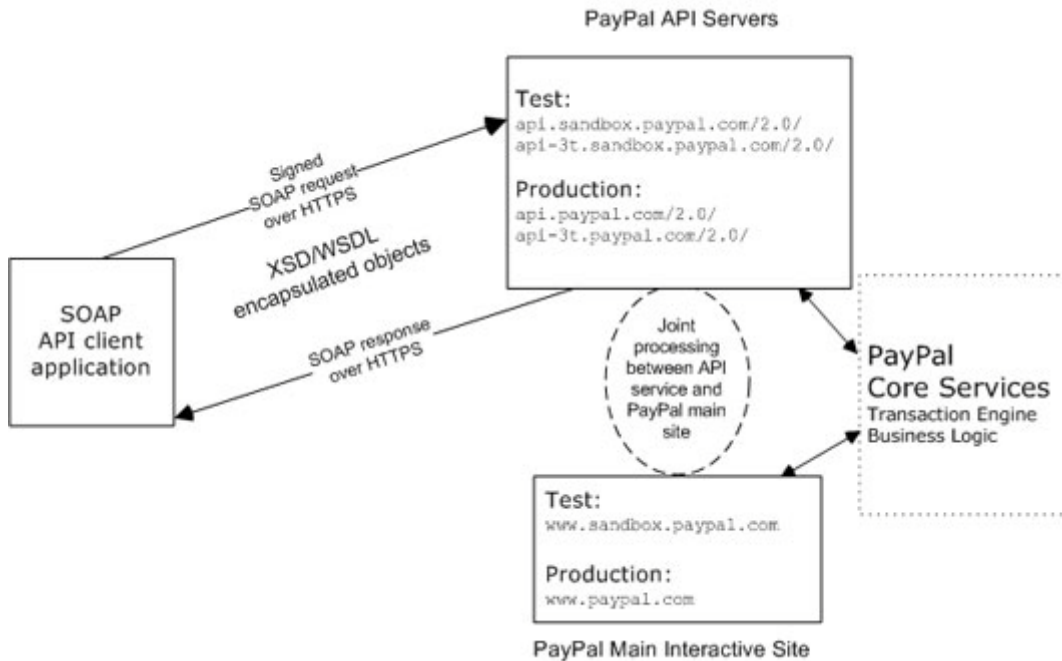 PayPal API Servers
Test:
api.sandbox.paypal.com/2.0/
api-3t.sandbox.paypal.com/2.0/
Production:
api.paypal.com/2.0/
api-3t.paypal.com/2.0/
Signed
SOAP request
over HTTPS
XSD/WSDL
encapsulated objects
SOAP
API client
application
SOAP response
over HTTPS
Joint
processing
between API
service and
PayPal main
site
PayPal
Core Services
Transaction Engine
Business Logic
Test:
www.sandbox.paypal.com
Production:
www.paypal.com
PayPal Main Interactive Site